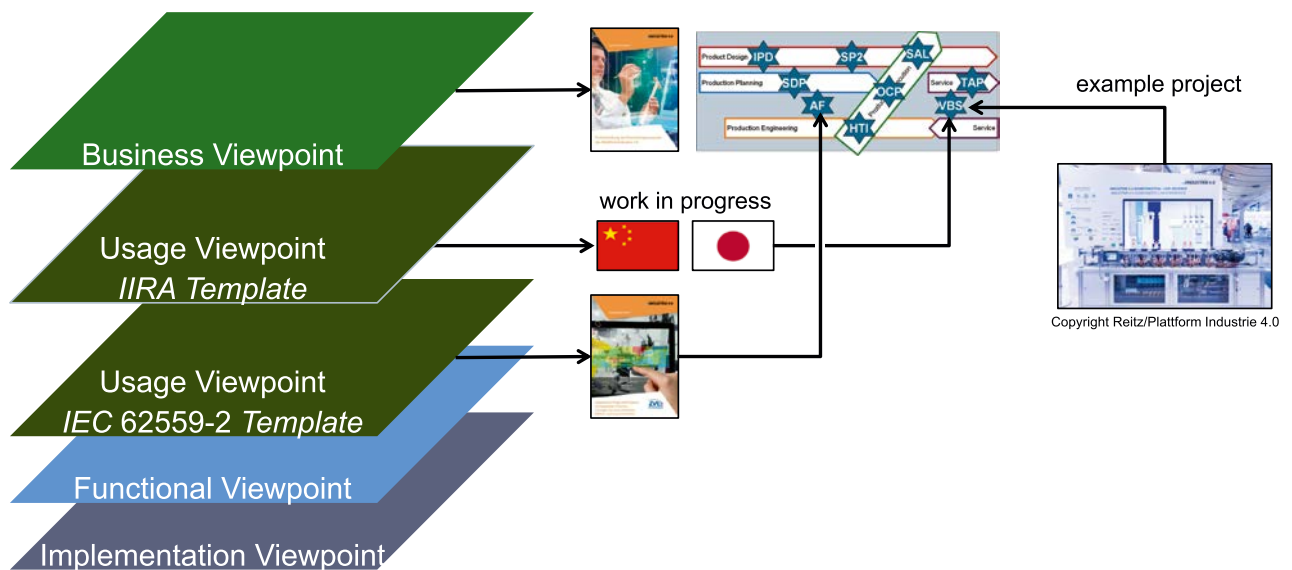 Business Viewpoint
Usage Viewpoint
IIRA Template
Usage Viewpoint
IEC 62559-2 Template
Functional Viewpoint
Implementation Viewpoint
Product Design
IPD
SP2
SAL
Production Planning
SDP
OCP
Service
TAP
AF
VBS
Production Engineering
HTI
Service
example project
work in progress
Copyright Reitz/Plattform Industrie 4.0